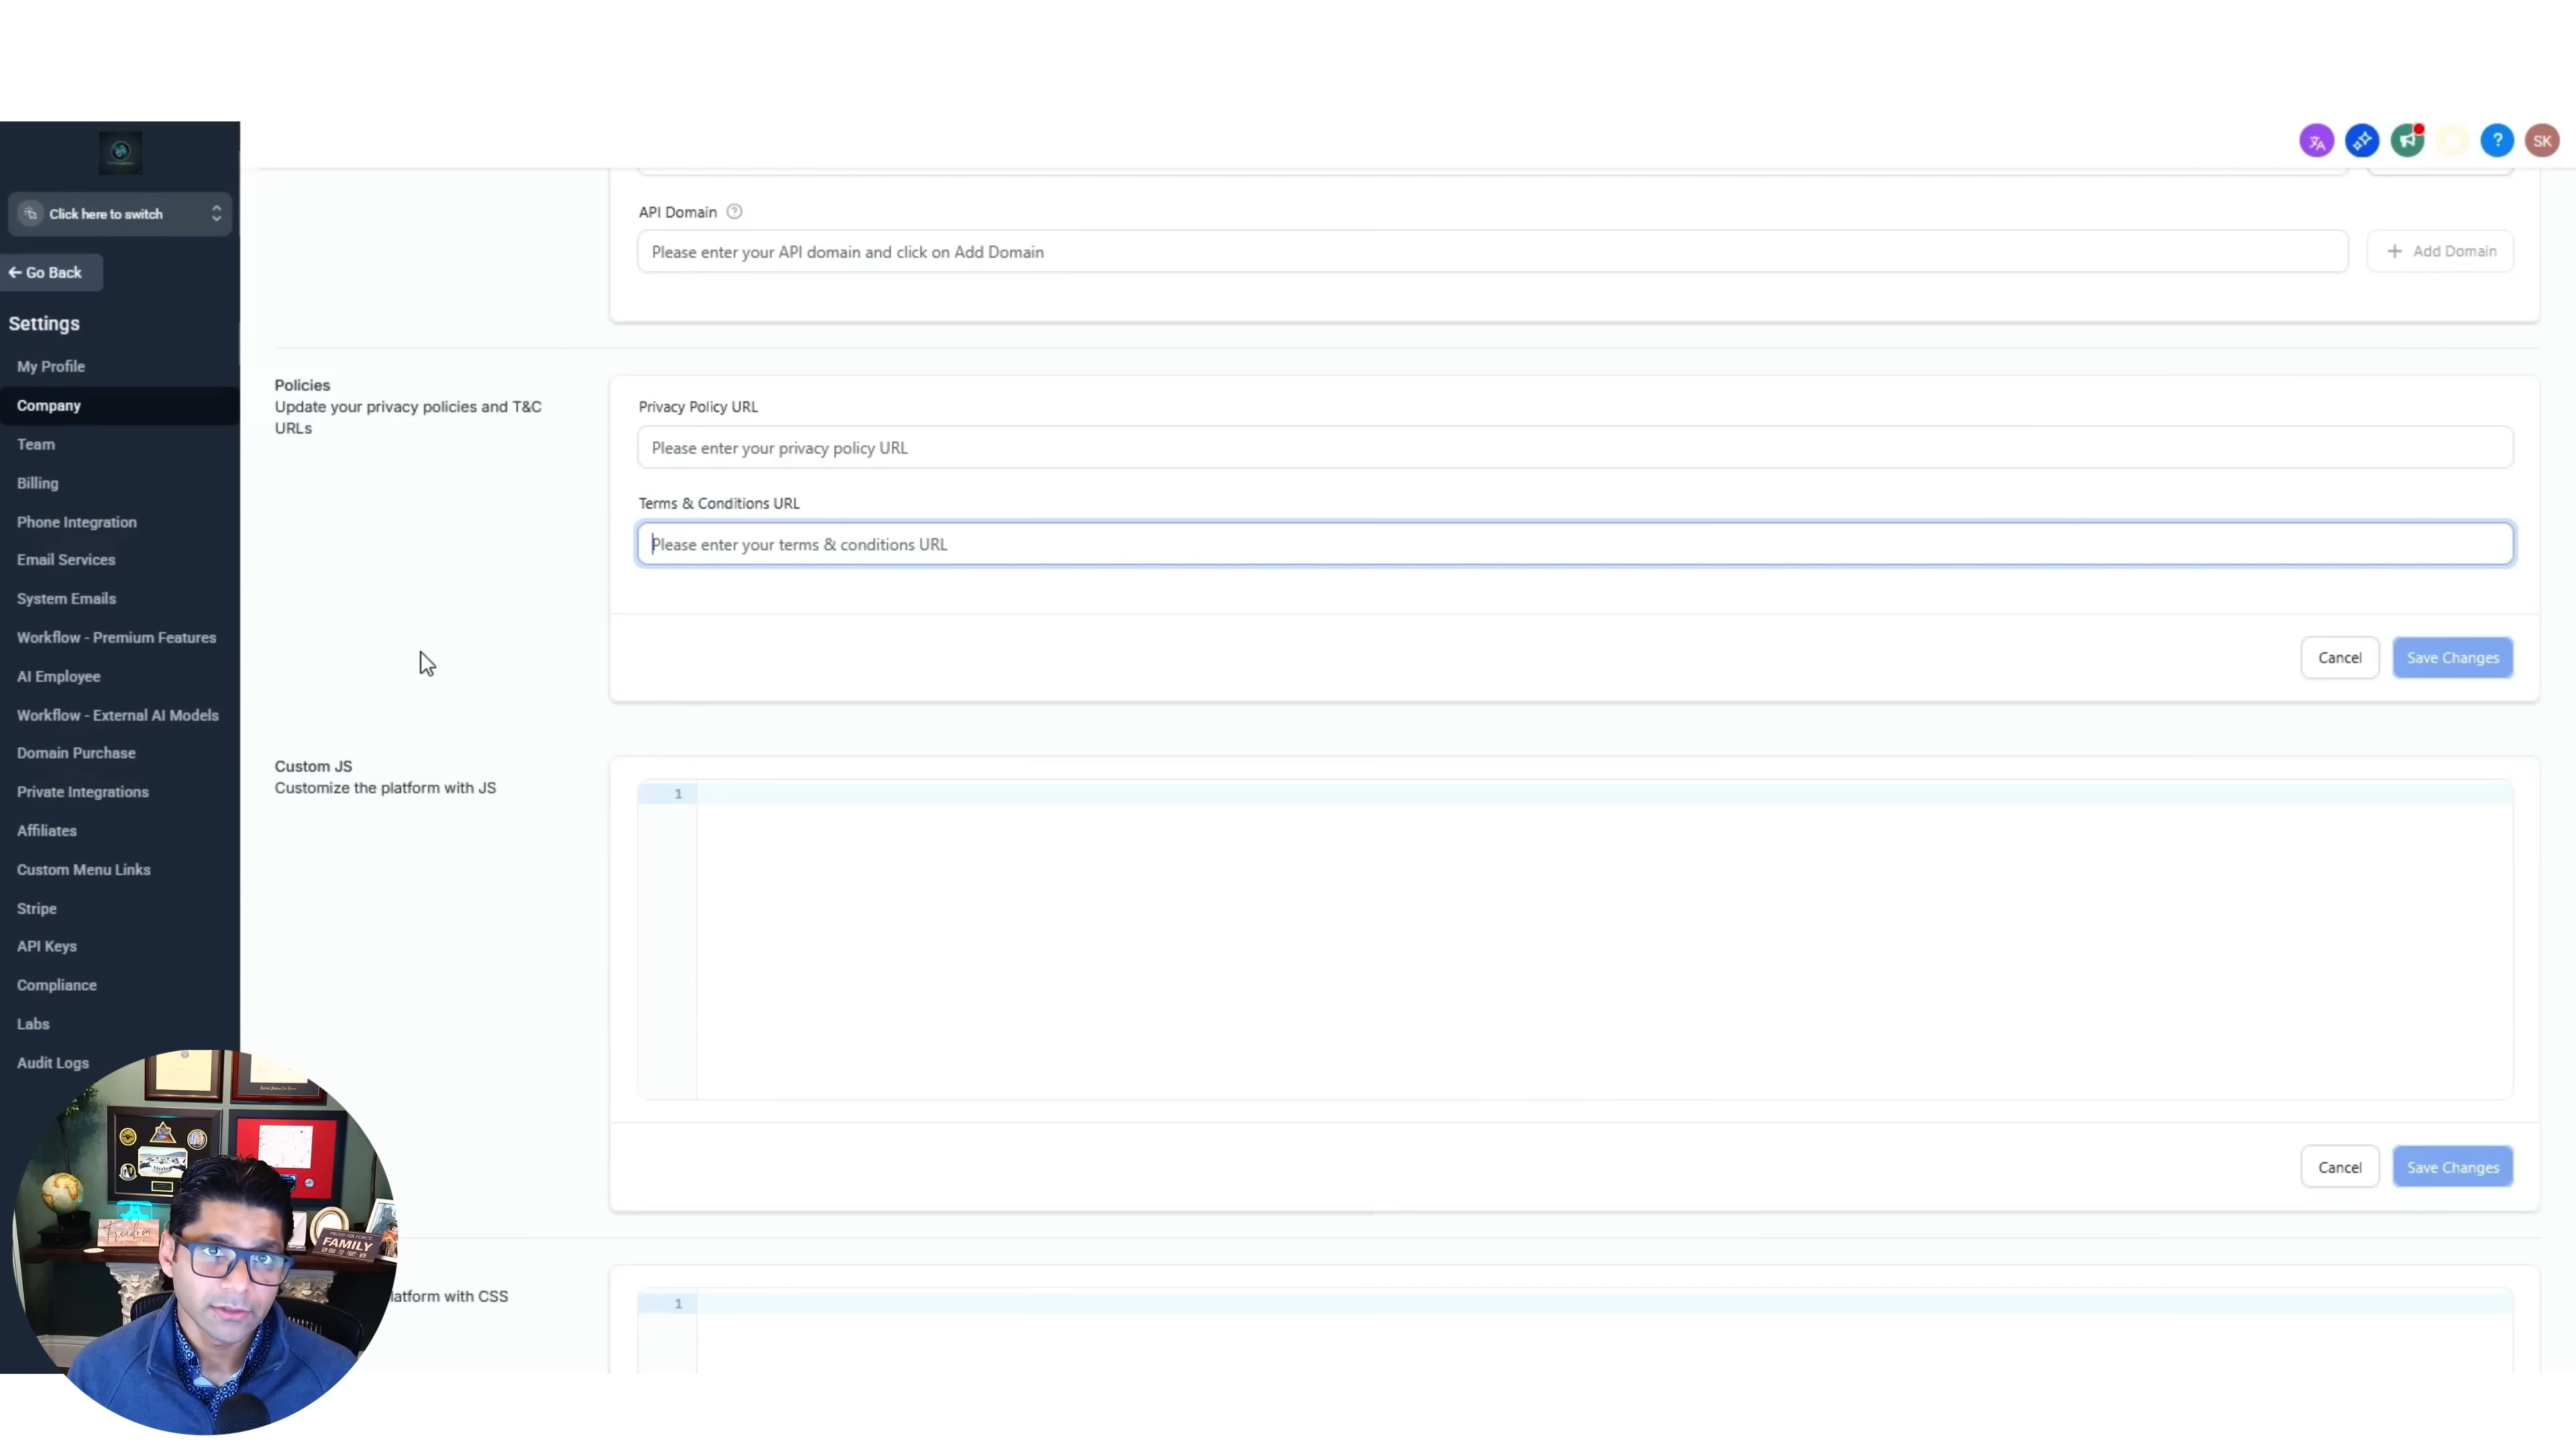 SK
Click here to switch
Go Back
Settings
My Profile
Company
Team
Billing
Phone Integration
Email Services
System Emails
Workflow - Premium Features
AI Employee
Workflow - External AI Models
Domain Purchase
Private Integrations
Affiliates
Custom Menu Links
Stripe
API Keys
Compliance
Labs
Audit Logs
API Domain
Please enter your API domain and click on Add Domain
+ Add Domain
Policies
Update your privacy policies and T&C
URLs
Privacy Policy URL
Please enter your privacy policy URL
Terms & Conditions URL
Please enter your terms & conditions URL
Cancel
Save Changes
Custom JS
Customize the platform with JS
1
Cancel
Save Changes
latform with CSS
1
Freedom
FAMILY